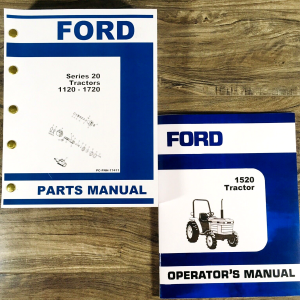 FORD
Series 20
Tractors
1120 - 1720
PARTS MANUAL
FORD
1520
Tractor
OPERATOR'S MANUAL